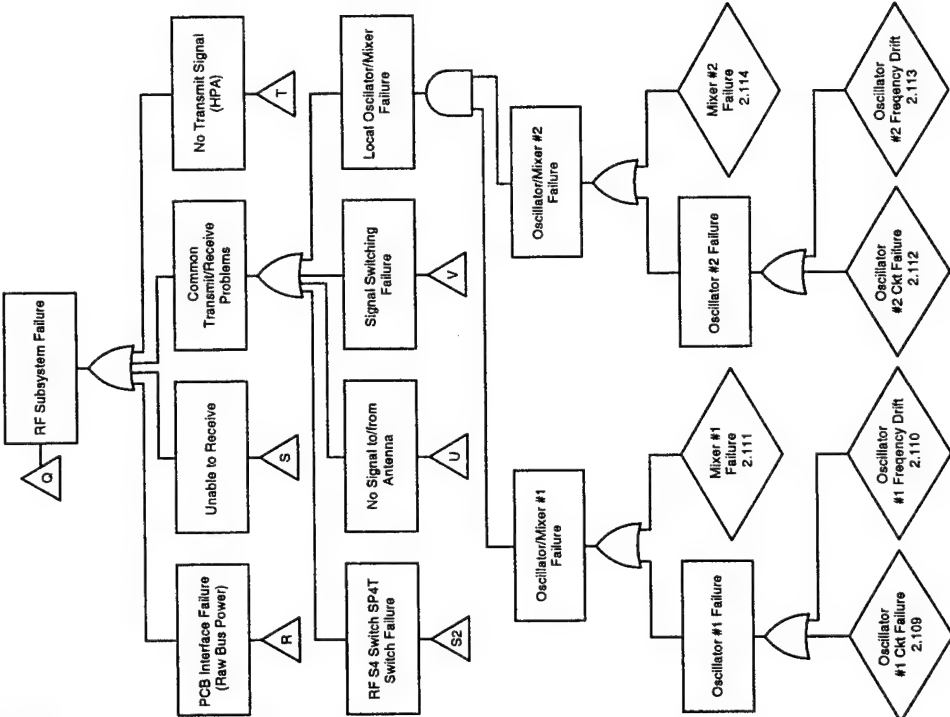 RF Subsystem Failure
Q
PCB Interface Failure
(Raw Bus Power)
R
Unable to Receive
S
Common
Transmit/Receive
Problems
No Transmit Signal
(HPA)
T
RF S4 Switch SP4T
Switch Failure
S2
No Signal to/from
Antenna
U
Signal Switching
Failure
V
Local Oscilator/Mixer
Failure
Oscillator/Mixer #1
Failure
Oscillator/Mixer #2
Failure
Oscillator #1 Failure
Mixer #1
Failure
2.111
Oscillator #2 Failure
Mixer #2
Failure
2.114
Oscillator
#1 Ckt Failure
2.109
Oscillator
#1 Freqency Drift
2.110
Oscillator
#2 Ckt Failure
2.112
Oscillator
#2 Freqency Drift
2.113